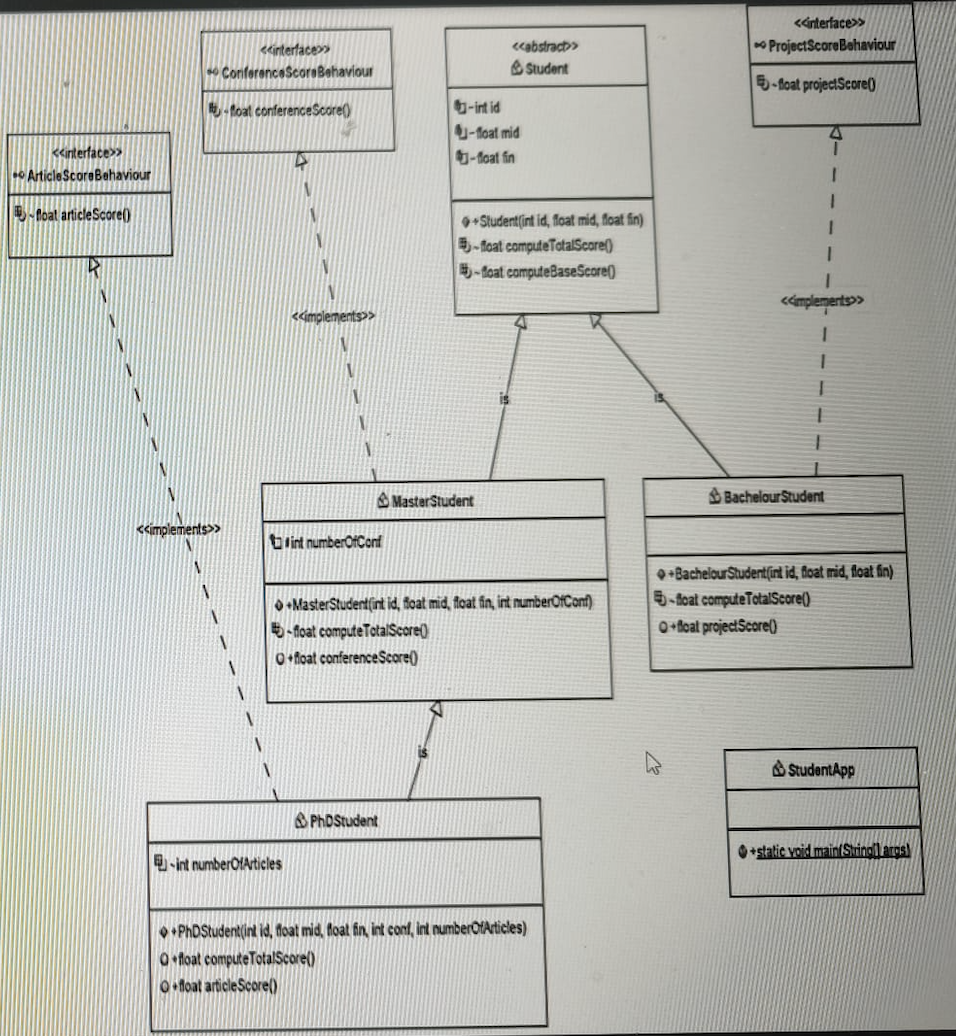 <<interface>>
ArticleScoreBehaviour
~float articleScore()
<<interface>>
ConferenceScoreBehaviour
~float conferenceScore()
<<abstract>>
Student
-int id
-float mid
-float fin
+Student(int id, float mid, float fin)
~float computeTotalScore()
~float computeBaseScore()
<<interface>>
ProjectScoreBehaviour
~float projectScore()
<<implements>>
<<implements>>
<<implements>>
is
is
MasterStudent
#int numberOfConf
+MasterStudent(int id, float mid, float fin, int numberOfConf)
~float computeTotalScore()
+float conferenceScore()
BachelourStudent
+BachelourStudent(int id, float mid, float fin)
~float computeTotalScore()
+float projectScore()
is
PhDStudent
~int numberOfArticles
+PhDStudent(int id, float mid, float fin, int conf, int numberOfArticles)
+float computeTotalScore()
+float articleScore()
StudentApp
+static void main(String[] args)